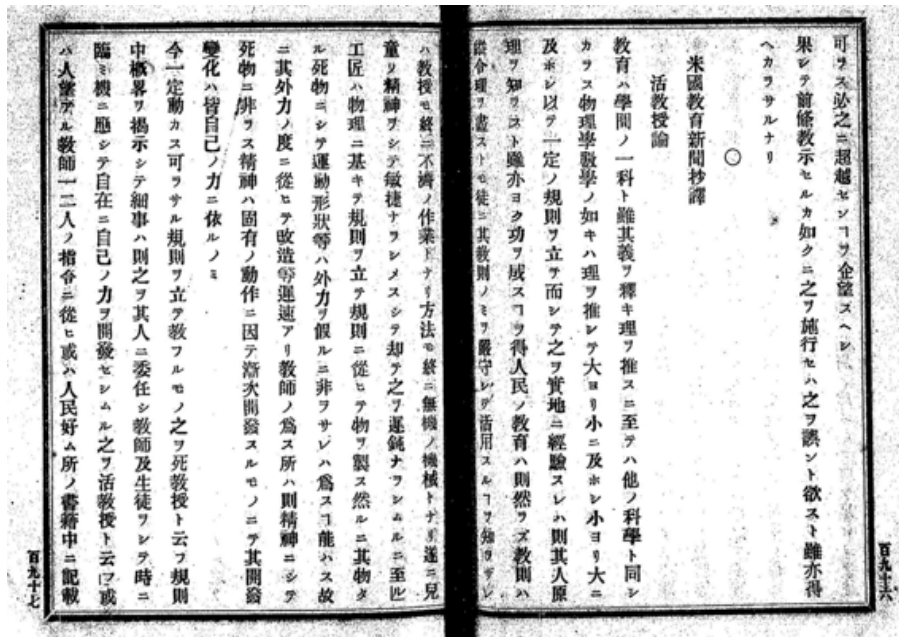 可ラス必之ニ超越センヿヲ企望スヘシ
果シテ前條教示セルカ如クニ之ヲ施行セハ之ヲ誤ント欲スト雖亦得
ヘカラサルナリ
〇
米國教育新聞抄譯
活教授論
教育ハ學問ノ一科ト雖其義ヲ釋キ理ヲ推スニ至テハ他ノ科學ト同シ
カラス物理學數學ノ如キハ理ヲ推シテ大ヨリ小ニ及ホシ小ヨリ大ニ
及ホシ以テ一定ノ規則ヲ立テ而シテ之ヲ實地ニ經驗スレハ則其人原
理ヲ知ラスト雖亦ヨク功ヲ成スヿヲ得人民ノ教育ハ則然ラズ教則ハ
令理ヲ盡ストモ徒ニ其教則ノミヲ嚴守シテ活用スルヿヲ知ラザレ
百九十六
ハ教授モ終ニ不濟ノ作業トナリ方法モ終ニ無機ノ機械トナリ遂ニ兒
童ノ精神ヲシテ敏捷ナラシメスシテ却テ之ヲ遲鈍ナラシムルニ至ル
工匠ハ物理ニ基キテ規則ヲ立テ規則ニ從ヒテ物ヲ製ス然ルニ其物タ
ル死物ニシテ運動形狀等ハ外力ヲ假ルニ非ラサレハ爲スヿ能ハス故
ニ其外力ノ度ニ從ヒテ改造等遲速アリ教師ノ爲ス所ハ則精神ニシテ
死物ニ非ラス精神ハ固有ノ動作ニ因テ漸次開發スルモノニテ其開發
變化ハ皆自己ノ力ニ依ルノミ
今一定動カス可ラサル規則ヲ立テ教フルモノ之ヲ死教授ト云フ規則
中概畧ヲ揭示シテ細事ハ則之ヲ其人ニ委任シ教師及生徒ヲシテ時ニ
臨ミ機ニ應シテ自在ニ自己ノ力ヲ開發セシムル之ヲ活教授ト云フ或
ハ人望アル教師一二人ノ指令ニ從ヒ或ハ人民好ム所ノ書籍中ニ記載
百九十七